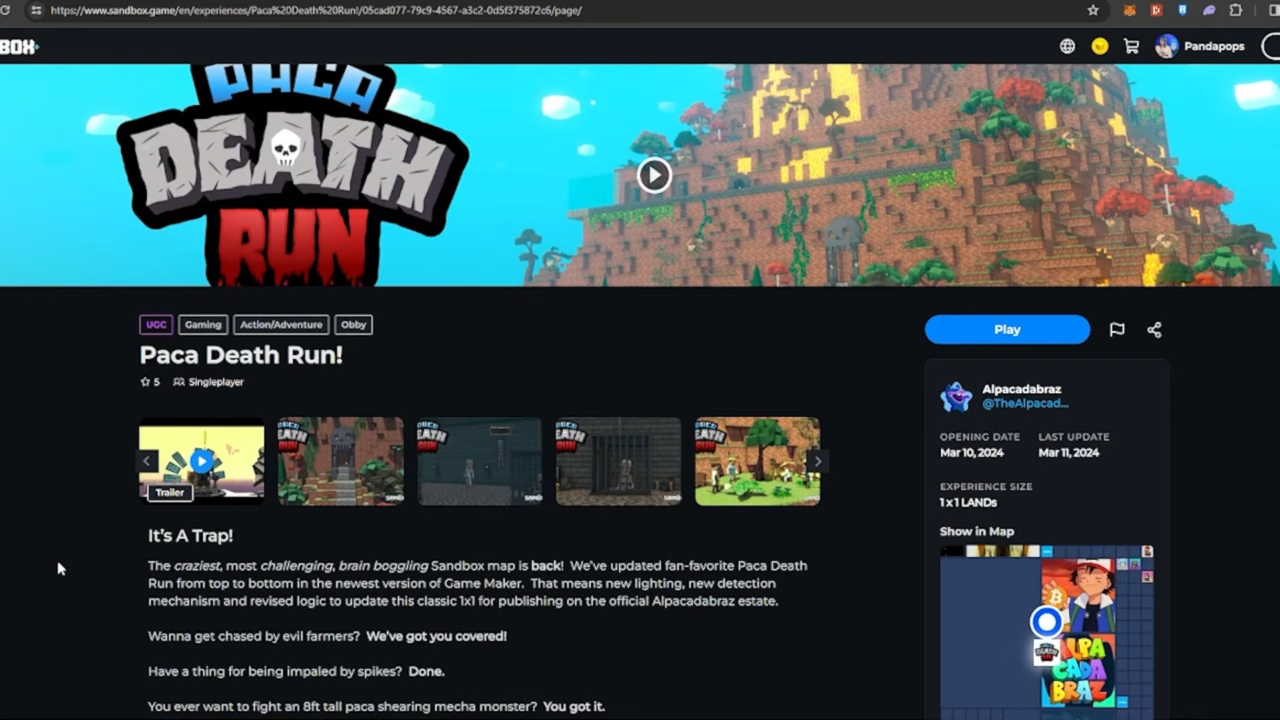 https://www.sandbox.game/en/experiences/Paca%20Death%20Run!/05cad077-79c9-4567-a3c2-0d5f375872c6/page/
BOX
Pandapops
PACA
DEATH
RUN
UGC
Gaming
Action/Adventure
Obby
Play
Paca Death Run!
5
Singleplayer
Alpacadabraz
@TheAlpacad...
OPENING DATE
LAST UPDATE
Mar 10, 2024
Mar 11, 2024
EXPERIENCE SIZE
1 x 1 LANDs
Show in Map
Trailer
It's A Trap!
The craziest, most challenging, brain boggling Sandbox map is back! We've updated fan-favorite Paca Death
Run from top to bottom in the newest version of Game Maker. That means new lighting, new detection
mechanism and revised logic to update this classic 1x1 for publishing on the official Alpacadabraz estate.
Wanna get chased by evil farmers? We've got you covered!
Have a thing for being impaled by spikes? Done.
You ever want to fight an 8ft tall paca shearing mecha monster? You got it.
ALPA
CADA
BRAZ